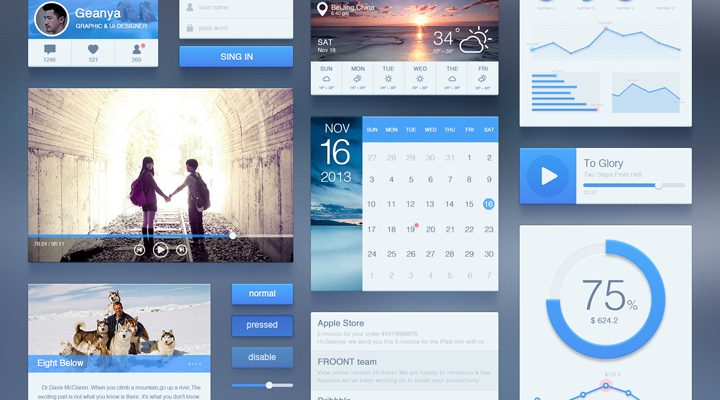 Geanya
GRAPHIC & UI DESIGNER
1246
521
269
user name
pass word
SING IN
78:24 / 96:11
Eight Below
Dr.Davis McClaren: When you climb a mountain,go up a river,The
exciting part is not what you know is there. It's what you don't know.
normal
pressed
disable
BeiJing,China
6:40 pm
SAT
Nov 16
34°
SUN MON TUE WED THU FRI
NOV
16
2013
SUN MON TUE WED THU FRI SAT
27 28 29 30 31 1 2
3 4 5 6 7 8 9
10 11 12 13 14 15 16
17 18 19 20 21 22 23
24 25 26 27 28 29 30
1 2 3 4 5 6 7
Apple Store
E-invoice for your order #2474686978
Hi,Geanya. we send you this E-invoice for the iPad mini with re...
FROONT team
View online version Hi there! We are happy to introduce a few
features we've been working on to boost your productivity.
Dribbble
To Glory
Two Steps From Hell
01:27
75%
$ 624.2